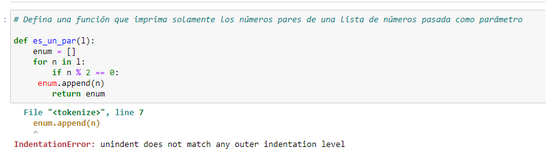 : # Defina una función que imprima solamente los números pares de una lista de números pasada como parámetro
def es_un_par(l):
    enum = []
    for n in l:
        if n % 2 == 0:
     enum.append(n)
        return enum
  File "<tokenize>", line 7
    enum.append(n)
    ^
IndentationError: unindent does not match any outer indentation level